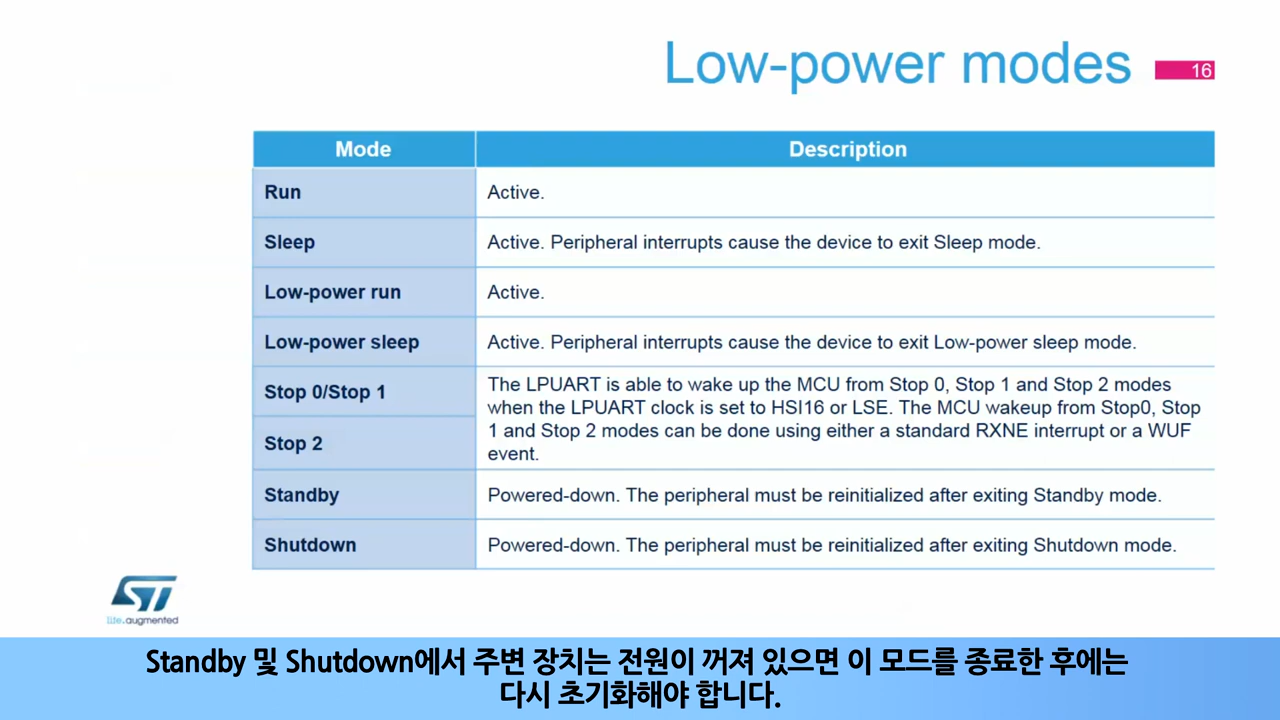 Low-power modes
16
Mode
Description
Run
Active.
Sleep
Active. Peripheral interrupts cause the device to exit Sleep mode.
Low-power run
Active.
Low-power sleep
Active. Peripheral interrupts cause the device to exit Low-power sleep mode.
Stop 0/Stop 1
The LPUART is able to wake up the MCU from Stop 0, Stop 1 and Stop 2 modes
when the LPUART clock is set to HSI16 or LSE. The MCU wakeup from Stop0, Stop
1 and Stop 2 modes can be done using either a standard RXNE interrupt or a WUF
event.
Stop 2
Standby
Powered-down. The peripheral must be reinitialized after exiting Standby mode.
Shutdown
Powered-down. The peripheral must be reinitialized after exiting Shutdown mode.
ST
life.augmented
Standby 및 Shutdown에서 주변 장치는 전원이 꺼져 있으면 이 모드를 종료한 후에는
다시 초기화해야 합니다.